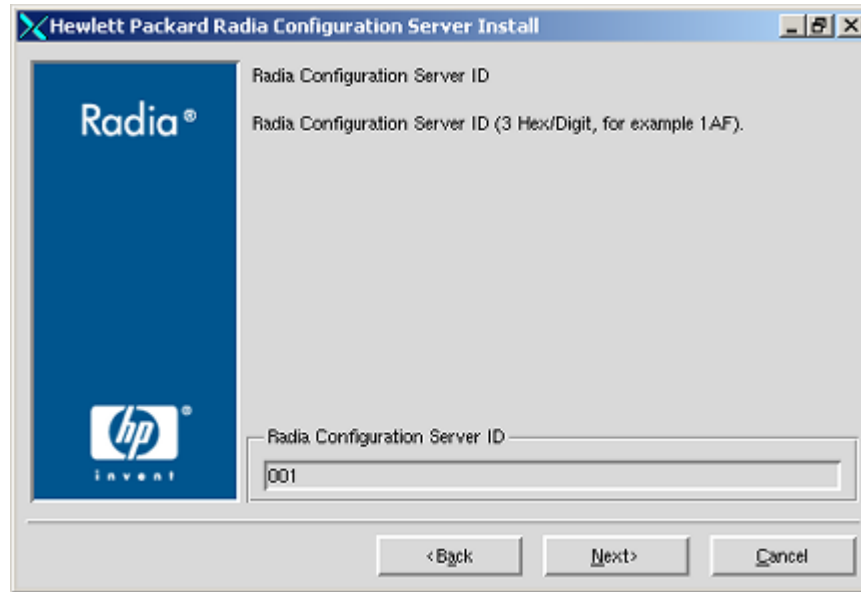 Hewlett Packard Radia Configuration Server Install
Radia®
Radia Configuration Server ID
Radia Configuration Server ID (3 Hex/Digit, for example 1AF).
hp®
invent
Radia Configuration Server ID
001
<Back
Next>
Cancel